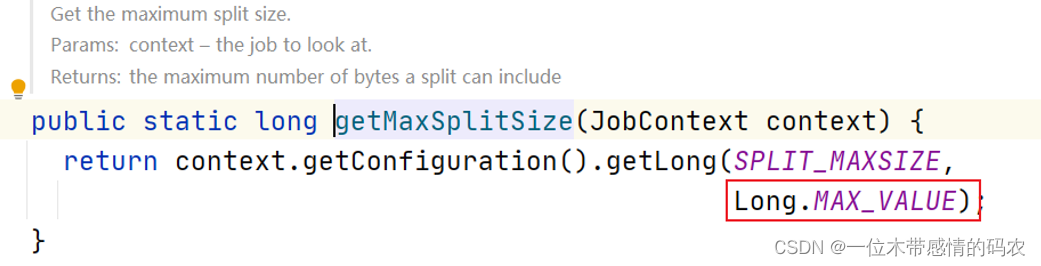 Get the maximum split size.
Params: context – the job to look at.
Returns: the maximum number of bytes a split can include
public static long getMaxSplitSize(JobContext context) {
return context.getConfiguration().getLong(SPLIT_MAXSIZE,
Long.MAX_VALUE);
}
CSDN @一位木带感情的码农